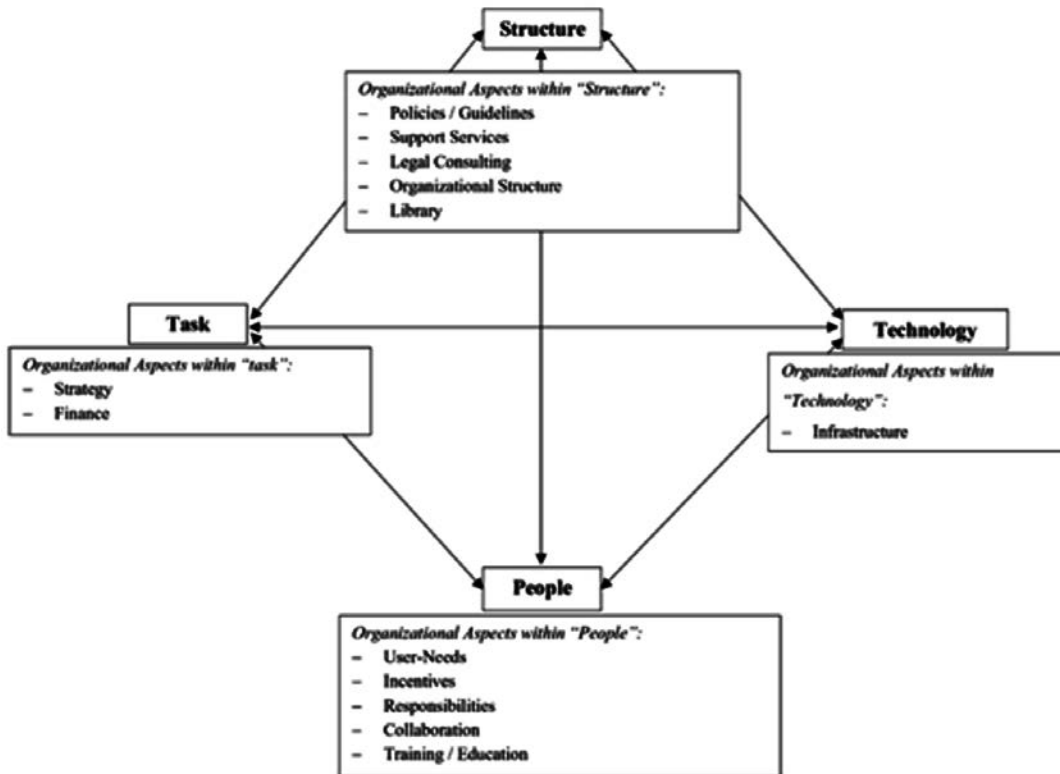 Structure
Organizational Aspects within “Structure”:
– Policies / Guidelines
– Support Services
– Legal Consulting
– Organizational Structure
– Library
Task
Organizational Aspects within “task”:
– Strategy
– Finance
Technology
Organizational Aspects within
“Technology”:
– Infrastructure
People
Organizational Aspects within “People”:
– User-Needs
– Incentives
– Responsibilities
– Collaboration
– Training / Education